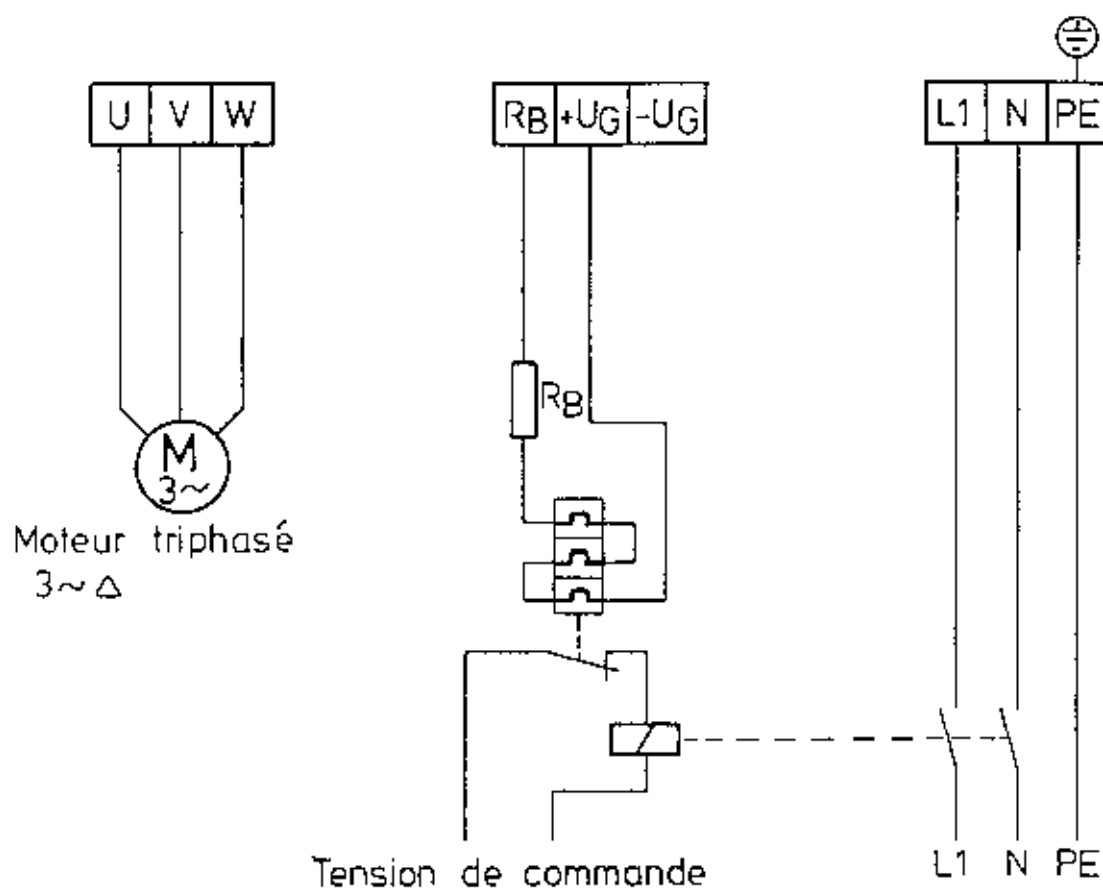 U V W
RB +UG -UG
L1 N PE
RB
M
3~
Moteur triphasé
3~ Δ
Tension de commande
L1 N PE